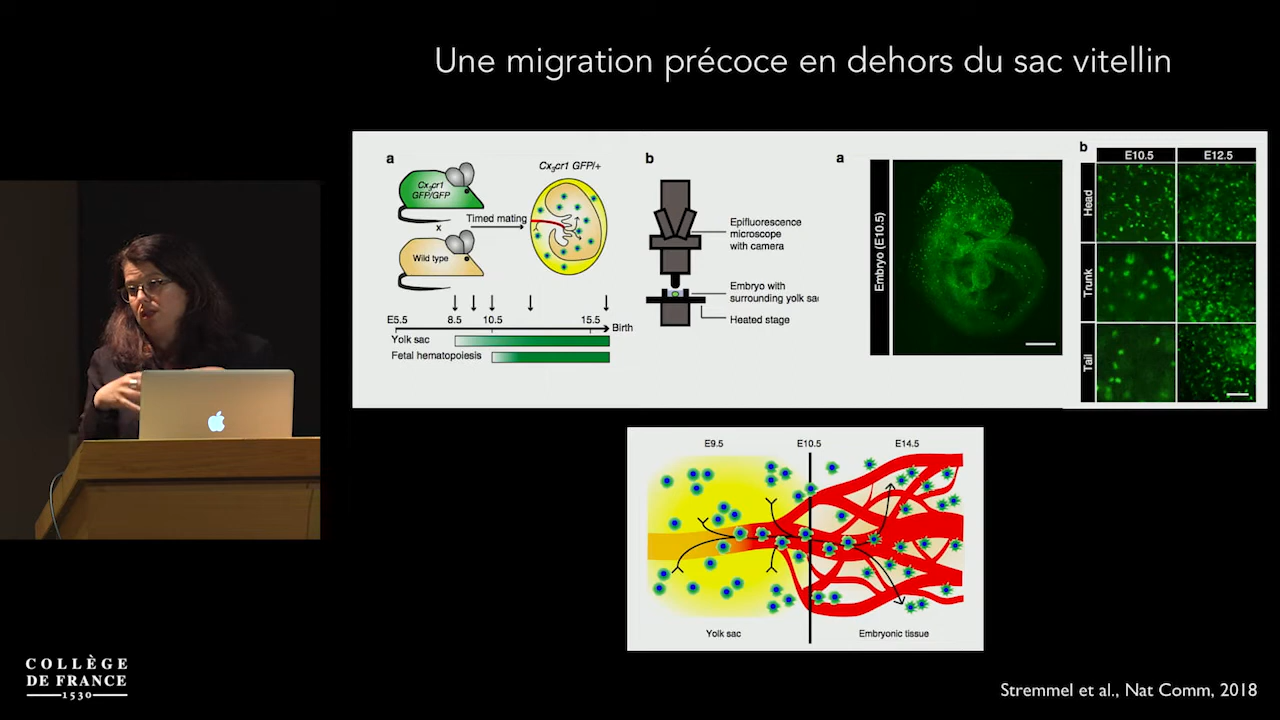 Une migration précoce en dehors du sac vitellin
a
Cx3cr1
GFP/GFP
x
Wild type
Timed mating
Cx3cr1 GFP/+
E5.5
8.5
10.5
15.5
Birth
Yolk sac
Fetal hematopoiesis
b
Epifluorescence
microscope
with camera
Embryo with
surrounding yolk sa
Heated stage
a
Embryo (E10.5)
b
E10.5
E12.5
Head
Trunk
Tail
E9.5
E10.5
E14.5
Yolk sac
Embryonic tissue
COLLÈGE
DE FRANCE
1530
Stremmel et al., Nat Comm, 2018